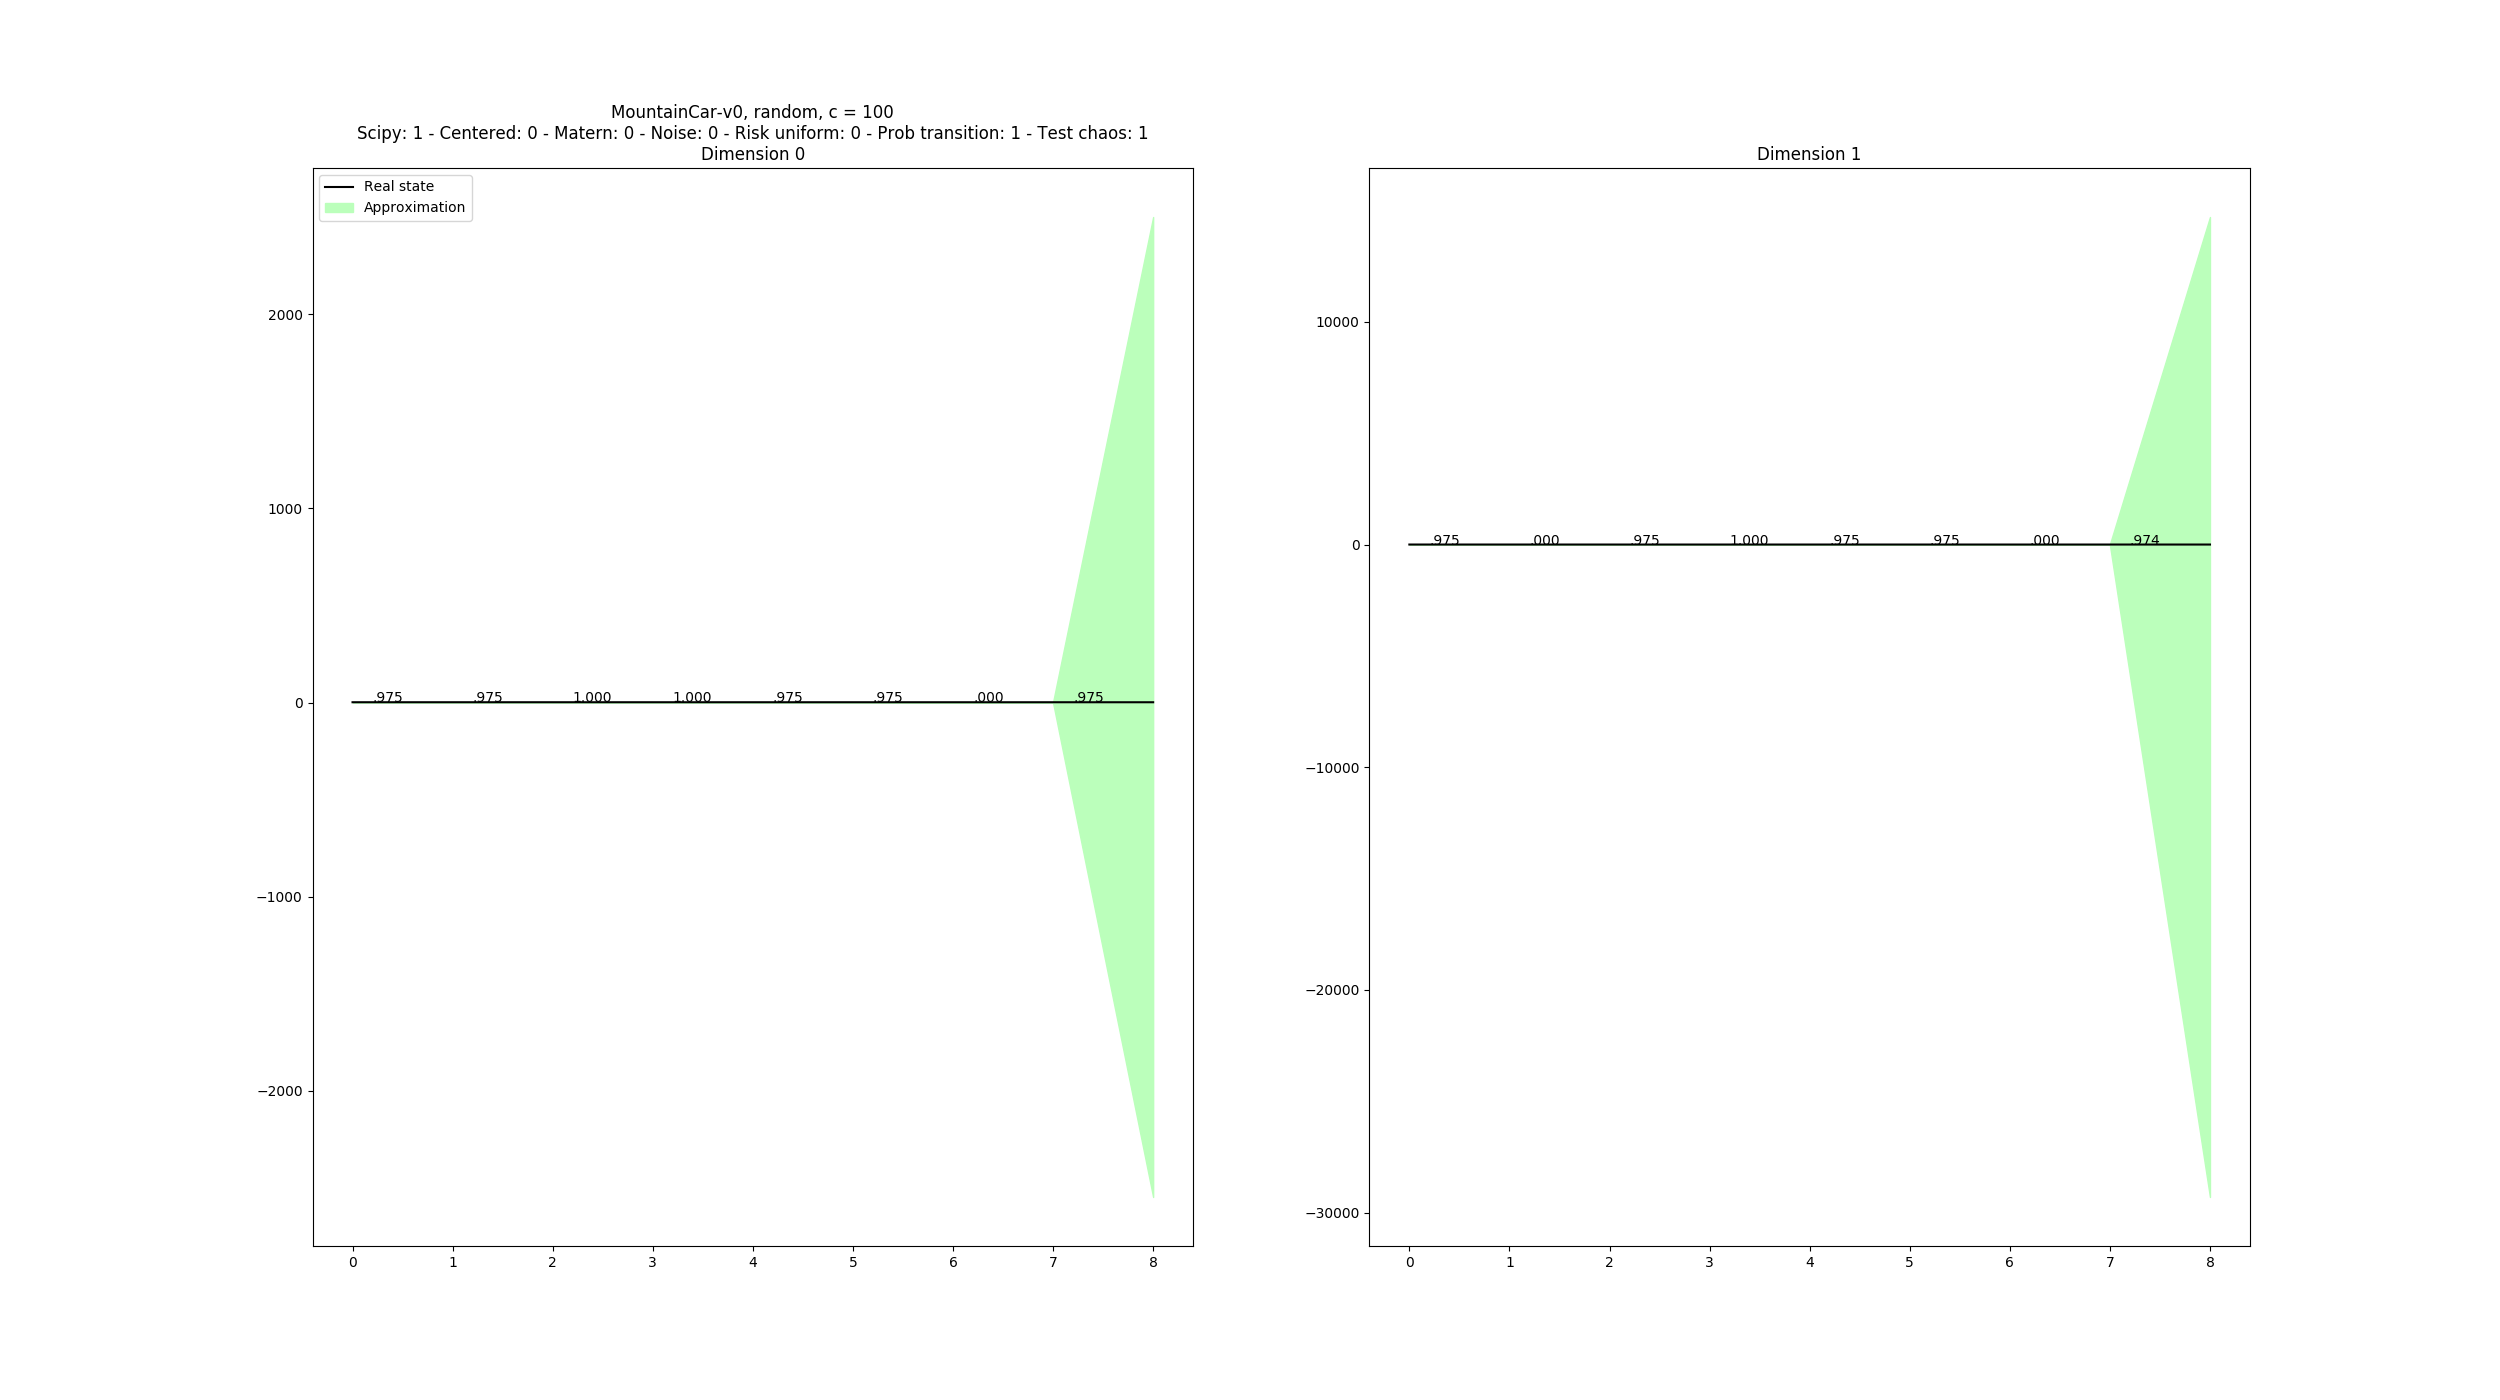 MountainCar-v0, random, c = 100
Scipy: 1 - Centered: 0 - Matern: 0 - Noise: 0 - Risk uniform: 0 - Prob transition: 1 - Test chaos: 1
Dimension 0
Real state
Approximation
2000
1000
0
−1000
−2000
.975 .975 1.000 1.000 .975 .975 .000 .975
0 1 2 3 4 5 6 7 8
Dimension 1
10000
0
−10000
−20000
−30000
.975 .000 .975 1.000 .975 .975 .000 .974
0 1 2 3 4 5 6 7 8